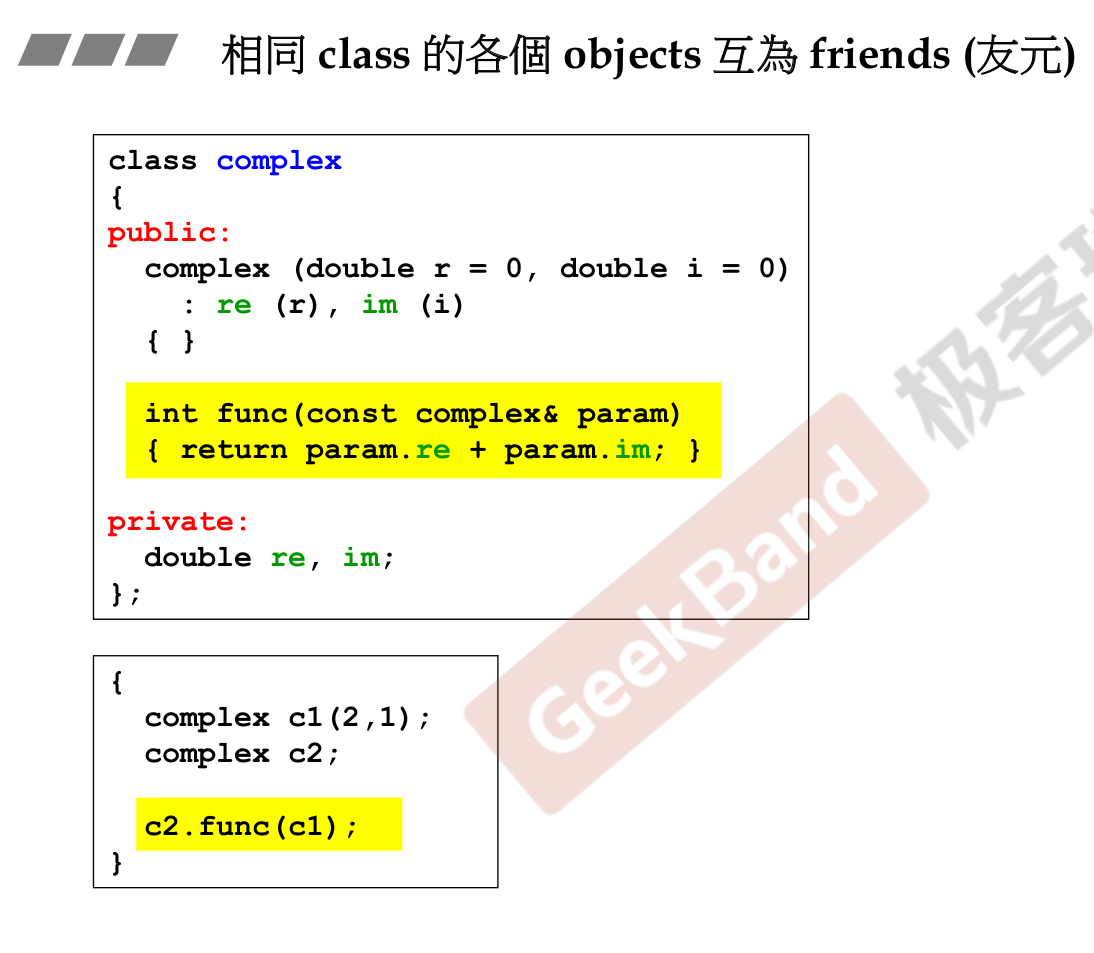 相同 class 的各個 objects 互為 friends (友元)
class complex
{
public:
  complex (double r = 0, double i = 0)
    : re (r), im (i)
  { }
  int func(const complex& param)
  { return param.re + param.im; }
private:
  double re, im;
};
{
  complex c1(2,1);
  complex c2;
  c2.func(c1);
}
GeekBand
极客